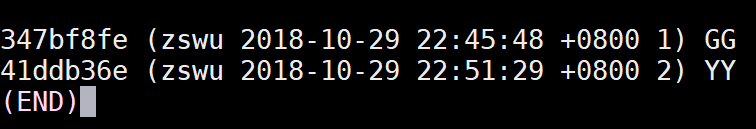 347bf8fe (zswu 2018-10-29 22:45:48 +0800 1) GG
41ddb36e (zswu 2018-10-29 22:51:29 +0800 2) YY
(END)